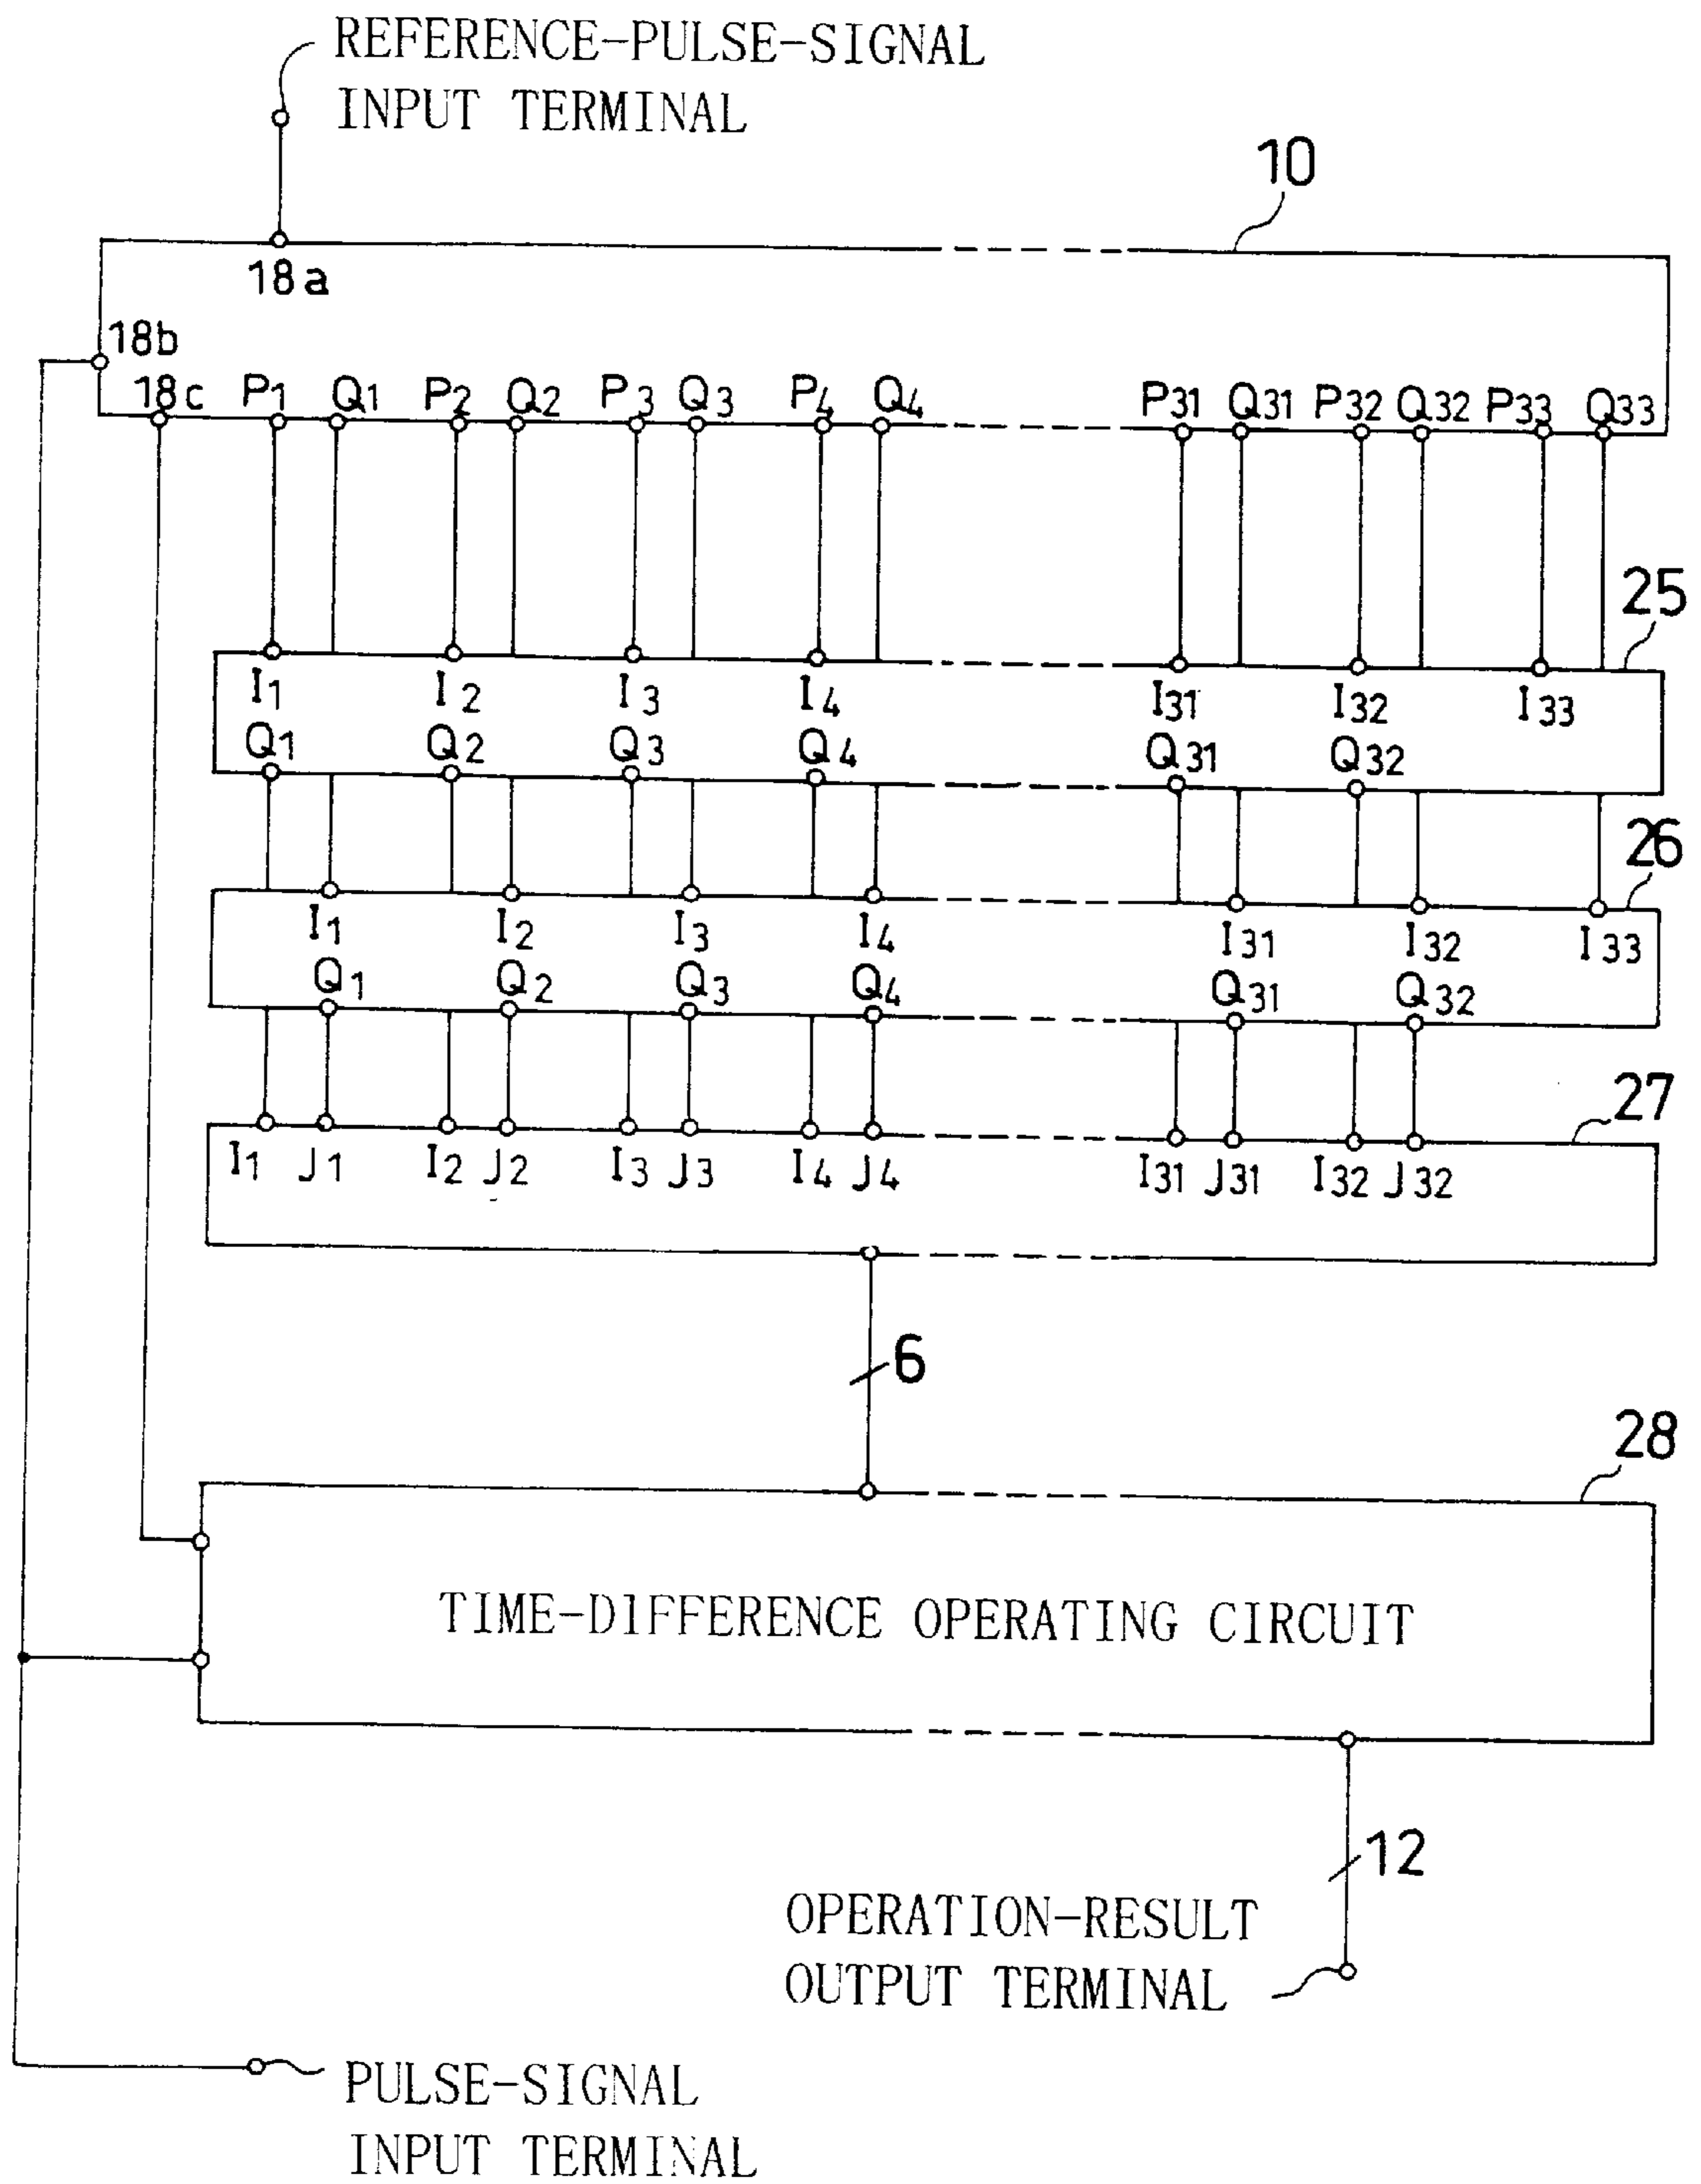 REFERENCE-PULSE-SIGNAL
INPUT TERMINAL
10
18a
18b
18c P1 Q1 P2 Q2 P3 Q3 P4 Q4 P31 Q31 P32 Q32 P33 Q33
25
I1 I2 I3 I4 I31 I32 I33
Q1 Q2 Q3 Q4 Q31 Q32
26
I1 I2 I3 I4 I31 I32 I33
Q1 Q2 Q3 Q4 Q31 Q32
27
I1 J1 I2 J2 I3 J3 I4 J4 I31 J31 I32 J32
6
28
TIME-DIFFERENCE OPERATING CIRCUIT
12
OPERATION-RESULT
OUTPUT TERMINAL
PULSE-SIGNAL
INPUT TERMINAL